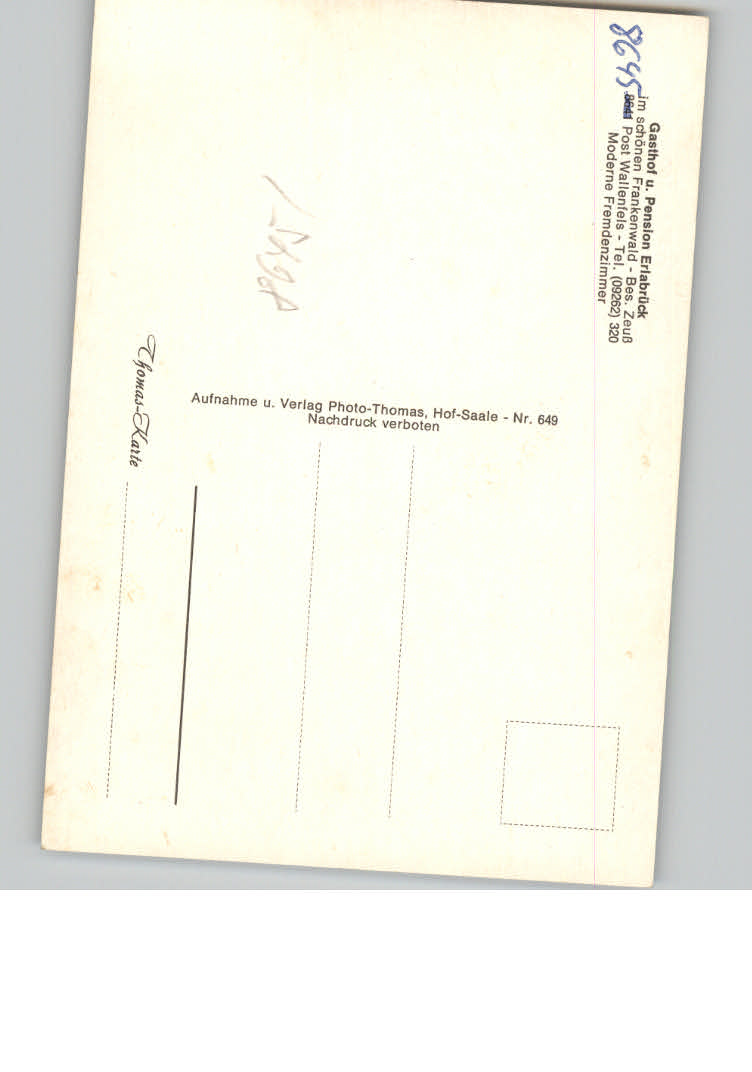 8645
Gasthof u. Pension Erlabrück
im schönen Frankenwald - Bes. Zeuß
8641 Post Wallenfels - Tel. (09262) 320
Moderne Fremdenzimmer
Aufnahme u. Verlag Photo-Thomas, Hof-Saale - Nr. 649
Nachdruck verboten
Thomas-Karte